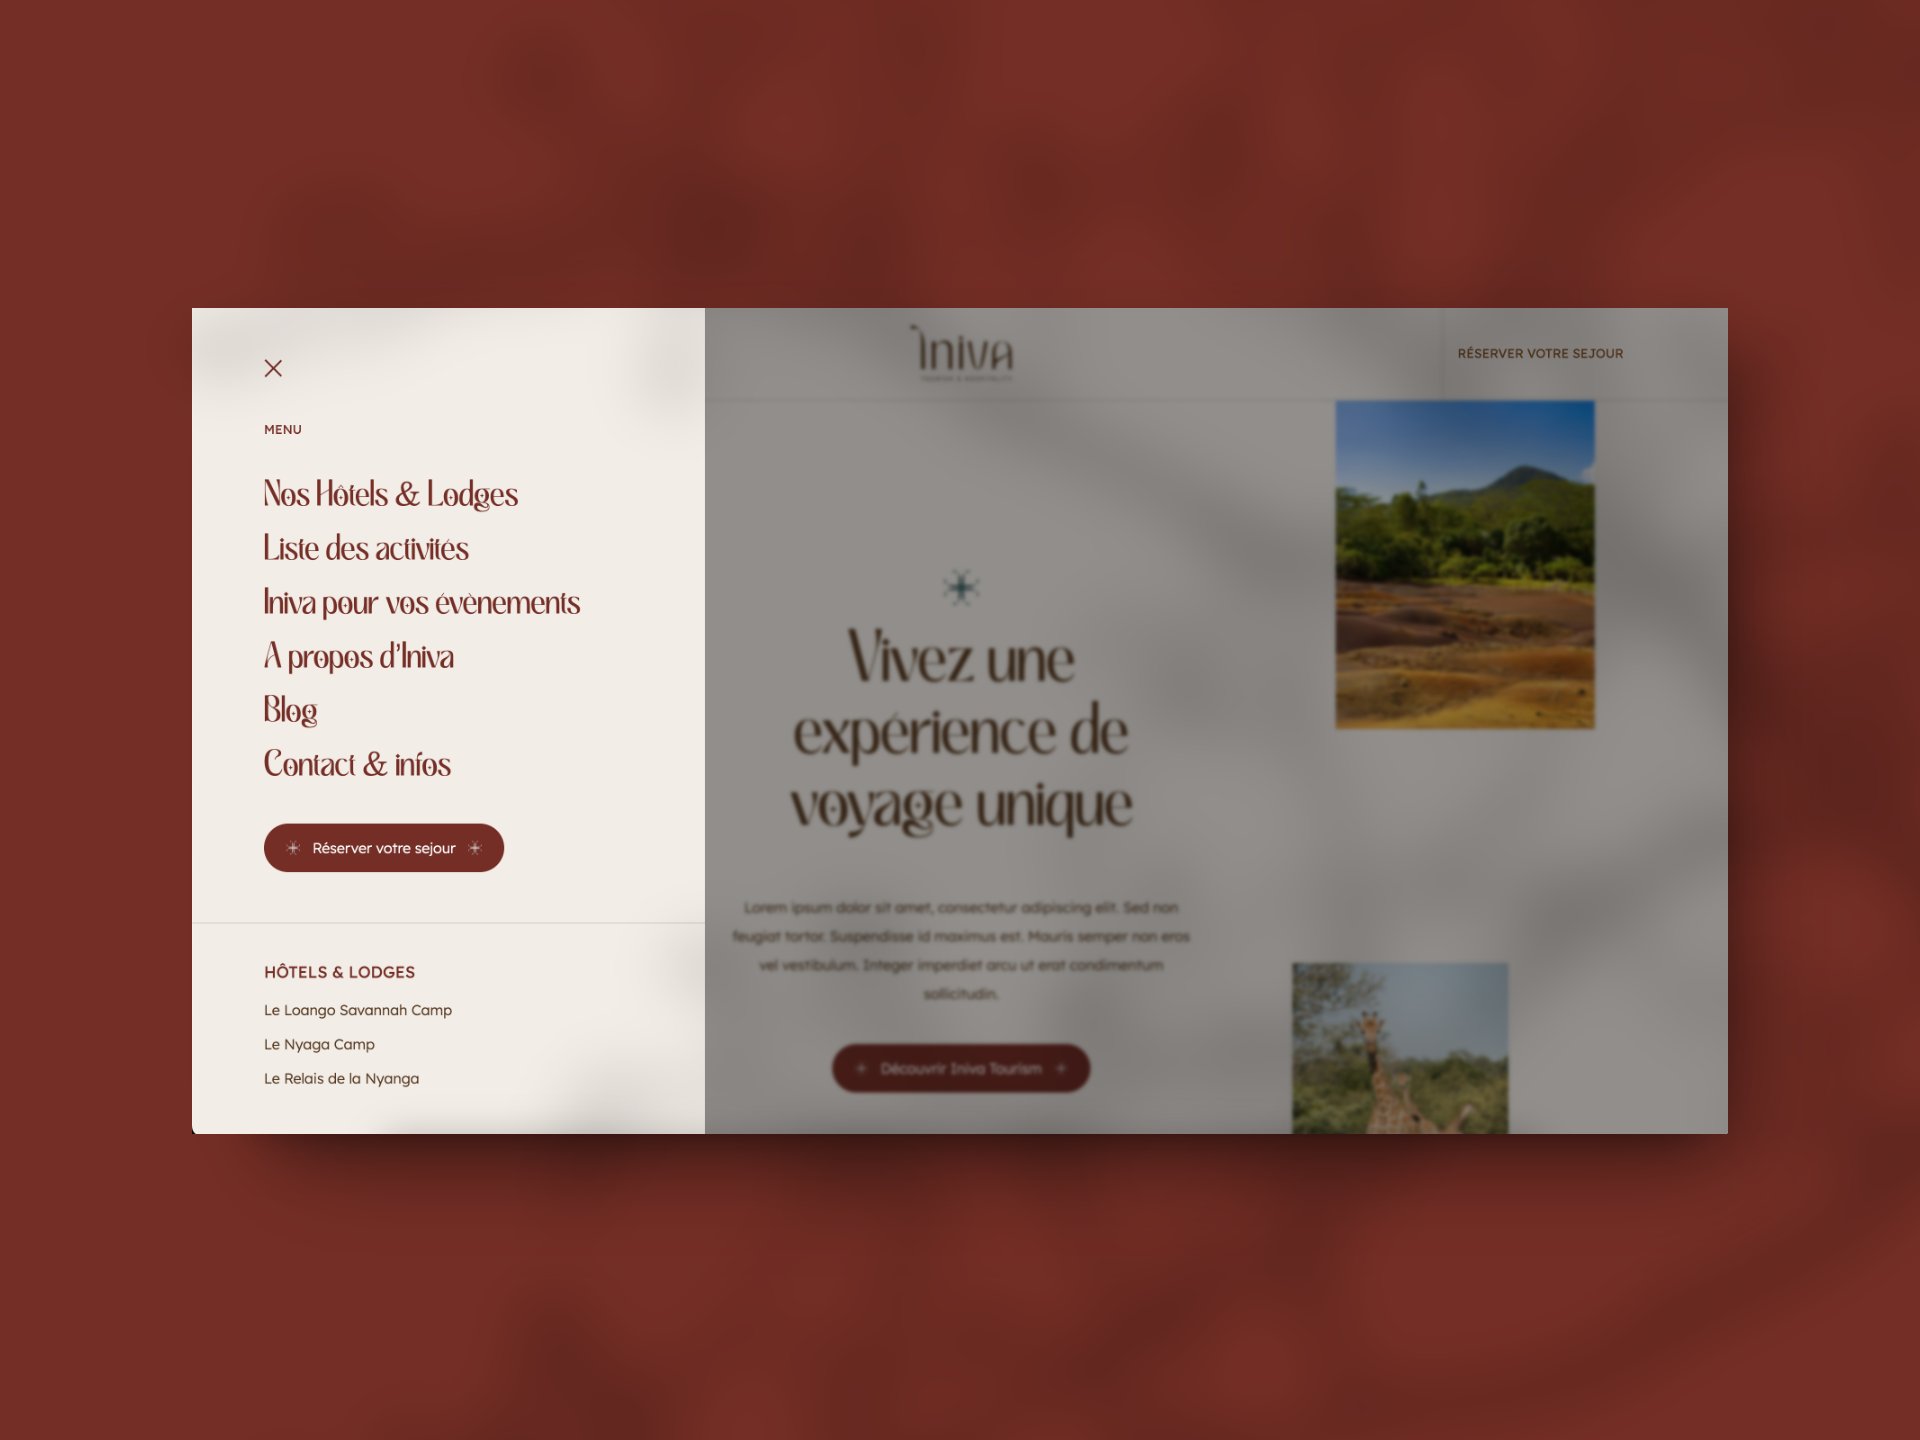 MENU
Nos Hôtels & Lodges
Liste des activités
Iniva pour vos évènements
A propos d'Iniva
Blog
Contact & infos
Réserver votre sejour
HÔTELS & LODGES
Le Loango Savannah Camp
Le Nyaga Camp
Le Relais de la Nyanga
Iniva
TOURISM & HOSPITALITY
RÉSERVER VOTRE SEJOUR
Vivez une
expérience de
voyage unique
Lorem ipsum dolor sit amet, consectetur adipiscing elit. Sed non
feugiat tortor. Suspendisse id maximus est. Mauris semper non eros
vel vestibulum. Integer imperdiet arcu ut erat condimentum
sollicitudin.
Découvrir Iniva Tourism